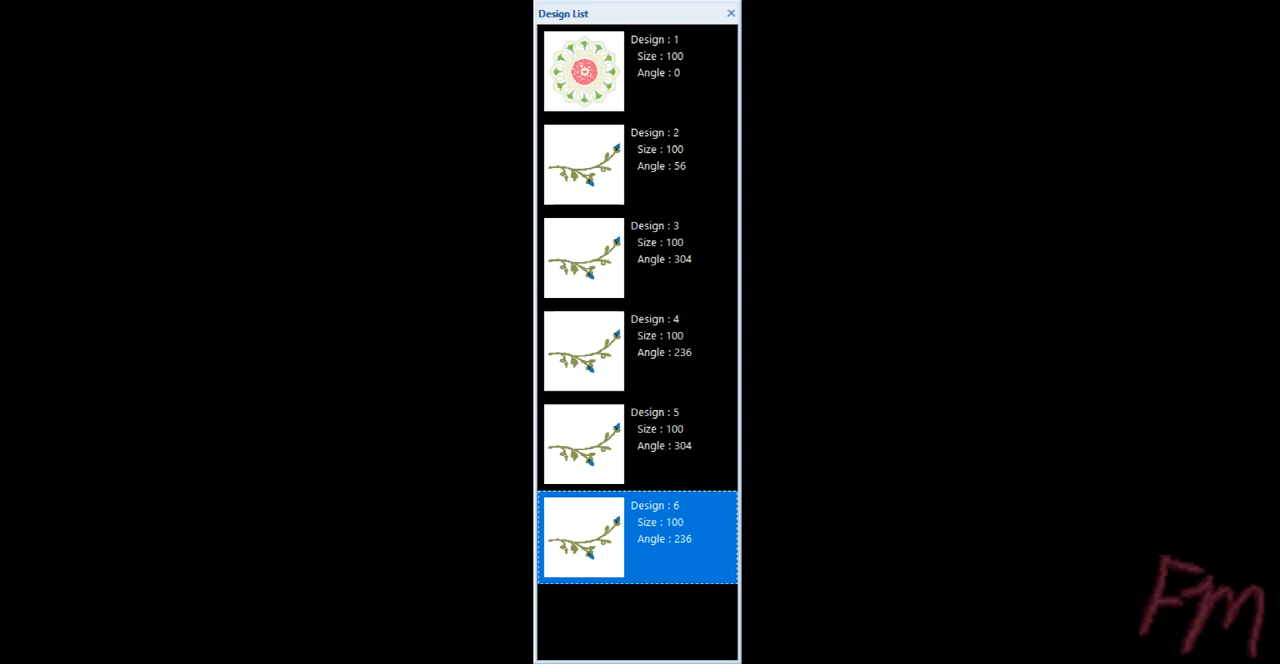 Design List
Design : 1
Size : 100
Angle : 0
Design : 2
Size : 100
Angle : 56
Design : 3
Size : 100
Angle : 304
Design : 4
Size : 100
Angle : 236
Design : 5
Size : 100
Angle : 304
Design : 6
Size : 100
Angle : 236
FM